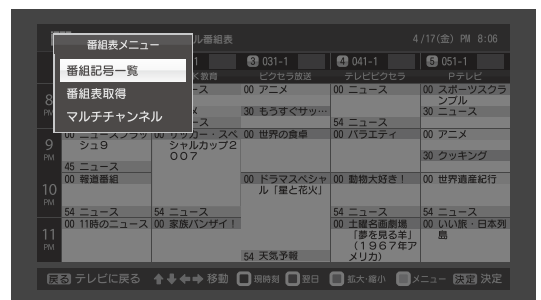 ル番組表 4/17(金) PM 8:06
番組表メニュー
番組記号一覧
番組表取得
マルチチャンネル
1 3 031-1 4 041-1 5 051-1
K教育 ピクセラ放送 テレビピクセラ Pテレビ
8 PM
ース 00 アニメ 00 ニュース 00 スポーツスクラ
ンブル
メ 30 もうすぐサッ… 30 ニュース
ース 54 ニュース
9 PM
00 ニュースフラッ 00 サッカー・スペ 00 世界の食卓 00 バラエティ 00 アニメ
シュ9 シャルカップ2
007
30 クッキング
45 ニュース
10 PM
00 報道番組 00 ドラマスペシャ 00 動物大好き! 00 世界遺産紀行
ル「星と花火」
54 ニュース 54 ニュース 54 ニュース
11 PM
00 11時のニュース 00 家族バンザイ! 00 土曜名画劇場 00 いい旅・日本列
「夢を見る羊」 島
(1967年ア
54 天気予報 メリカ)
戻る テレビに戻る 移動 現時刻 翌日 拡大・縮小 メニュー 決定 決定